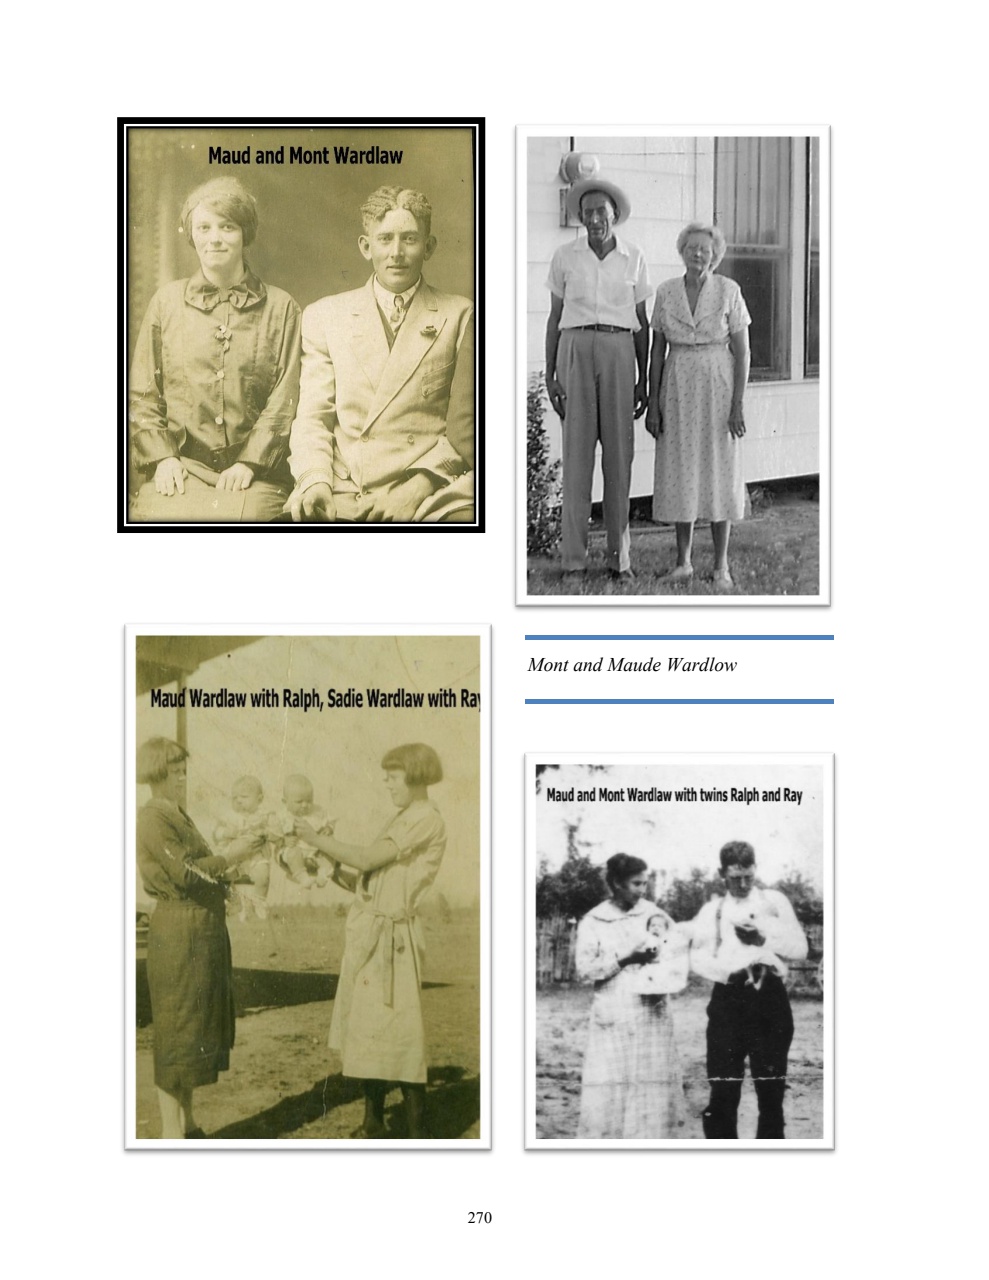 Maud and Mont Wardlaw
Mont and Maude Wardlow
Maud Wardlaw with Ralph, Sadie Wardlaw with Ray
Maud and Mont Wardlaw with twins Ralph and Ray
270